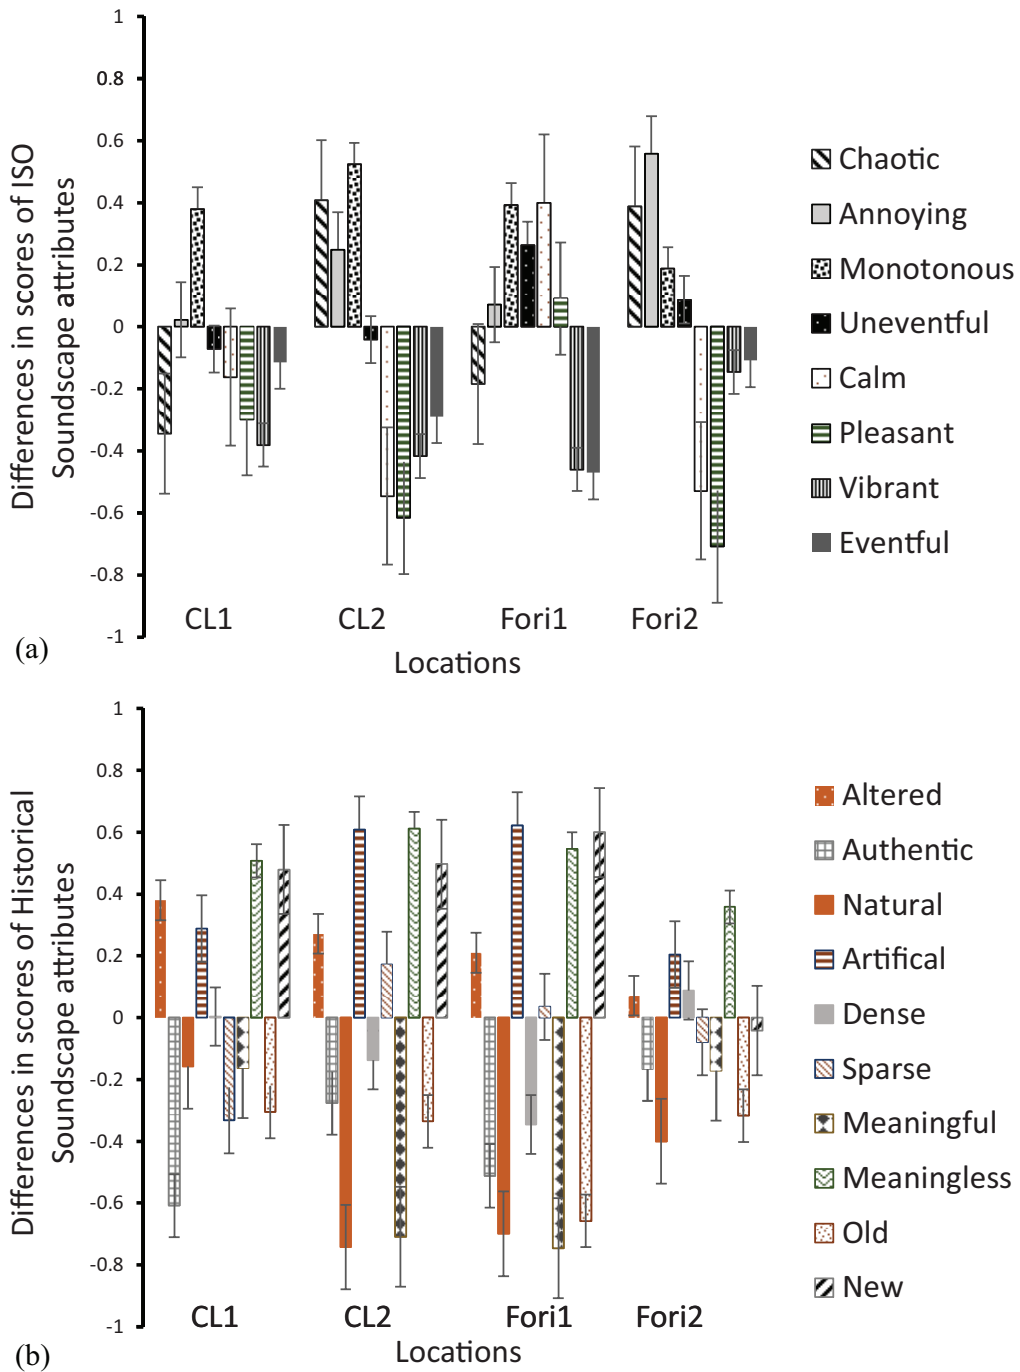 1
0.8
0.6
0.4
0.2
0
-0.2
-0.4
-0.6
-0.8
-1
Differences in scores of ISO
Soundscape attributes
CL1 CL2 Fori1 Fori2
Locations
(a)
Chaotic
Annoying
Monotonous
Uneventful
Calm
Pleasant
Vibrant
Eventful
1
0.8
0.6
0.4
0.2
0
-0.2
-0.4
-0.6
-0.8
-1
Differences in scores of Historical
Soundscape attributes
CL1 CL2 Fori1 Fori2
Locations
(b)
Altered
Authentic
Natural
Artifical
Dense
Sparse
Meaningful
Meaningless
Old
New